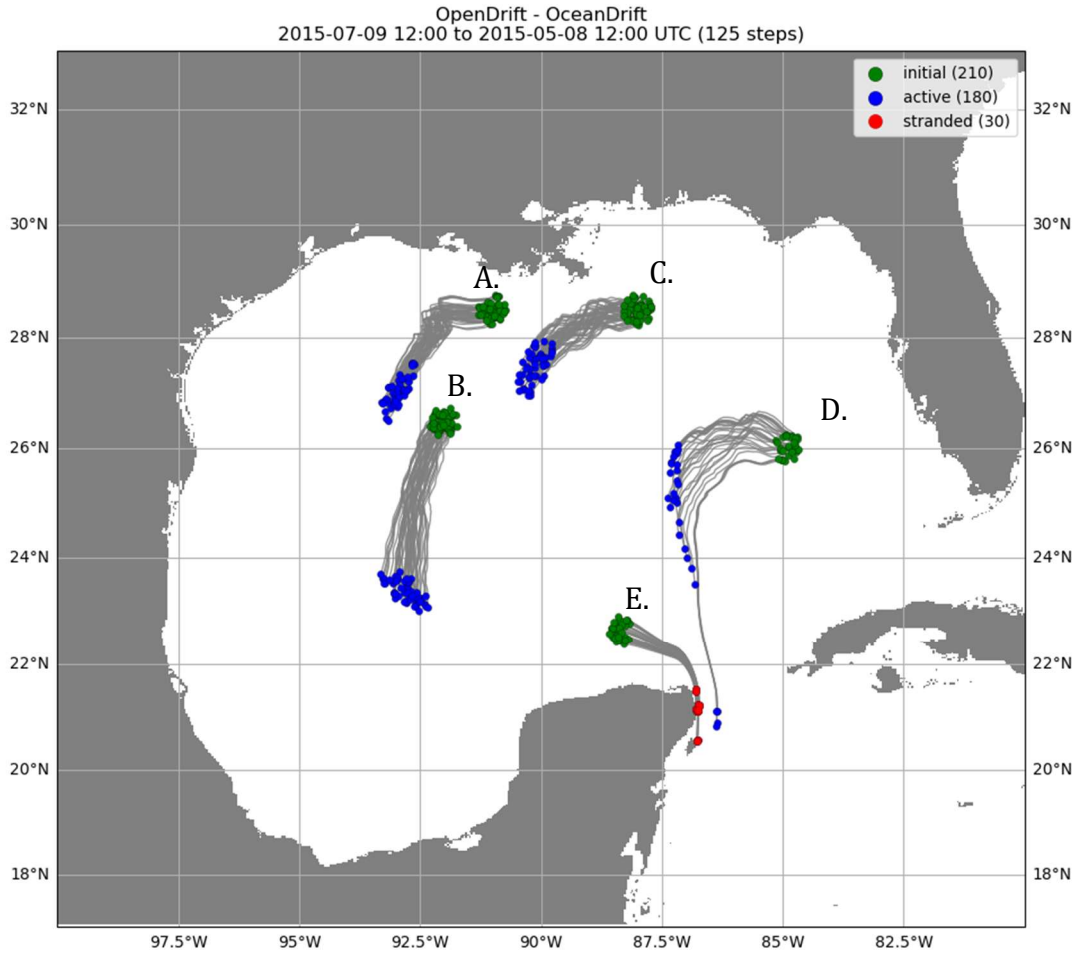 OpenDrift - OceanDrift
2015-07-09 12:00 to 2015-05-08 12:00 UTC (125 steps)
initial (210)
active (180)
stranded (30)
32°N
32°N
30°N
30°N
A.
C.
28°N
28°N
B.
D.
26°N
26°N
24°N
24°N
E.
22°N
22°N
20°N
20°N
18°N
18°N
97.5°W
95°W
92.5°W
90°W
87.5°W
85°W
82.5°W